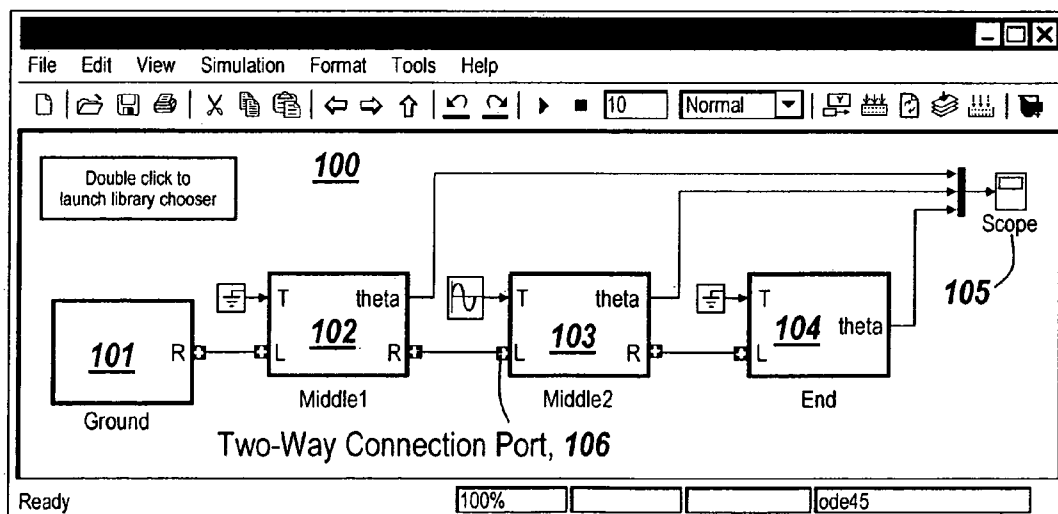 File Edit View Simulation Format Tools Help
10 Normal
Double click to
launch library chooser
100
Scope
105
T theta
102
L R
Middle1
T theta
103
L R
Middle2
T
104 theta
L
End
101 R
Ground
Two-Way Connection Port, 106
Ready 100% ode45